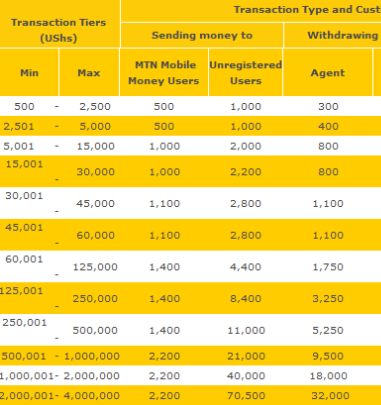 Transaction Type and Cust
Transaction Tiers
(UShs)
Sending money to
Withdrawing
Min Max
MTN Mobile
Money Users
Unregistered
Users
Agent
500 - 2,500 500 1,000 300
2,501 - 5,000 500 1,000 400
5,001 - 15,000 1,000 2,000 800
15,001
- 30,000 1,000 2,200 800
30,001
- 45,000 1,100 2,800 1,100
45,001
- 60,000 1,100 2,800 1,100
60,001
- 125,000 1,400 4,400 1,750
125,001
- 250,000 1,400 8,400 3,250
250,001
- 500,000 1,400 11,000 5,250
500,001 - 1,000,000 2,200 21,000 9,500
1,000,001- 2,000,000 2,200 40,000 18,000
2,000,001- 4,000,000 2,200 70,500 32,000